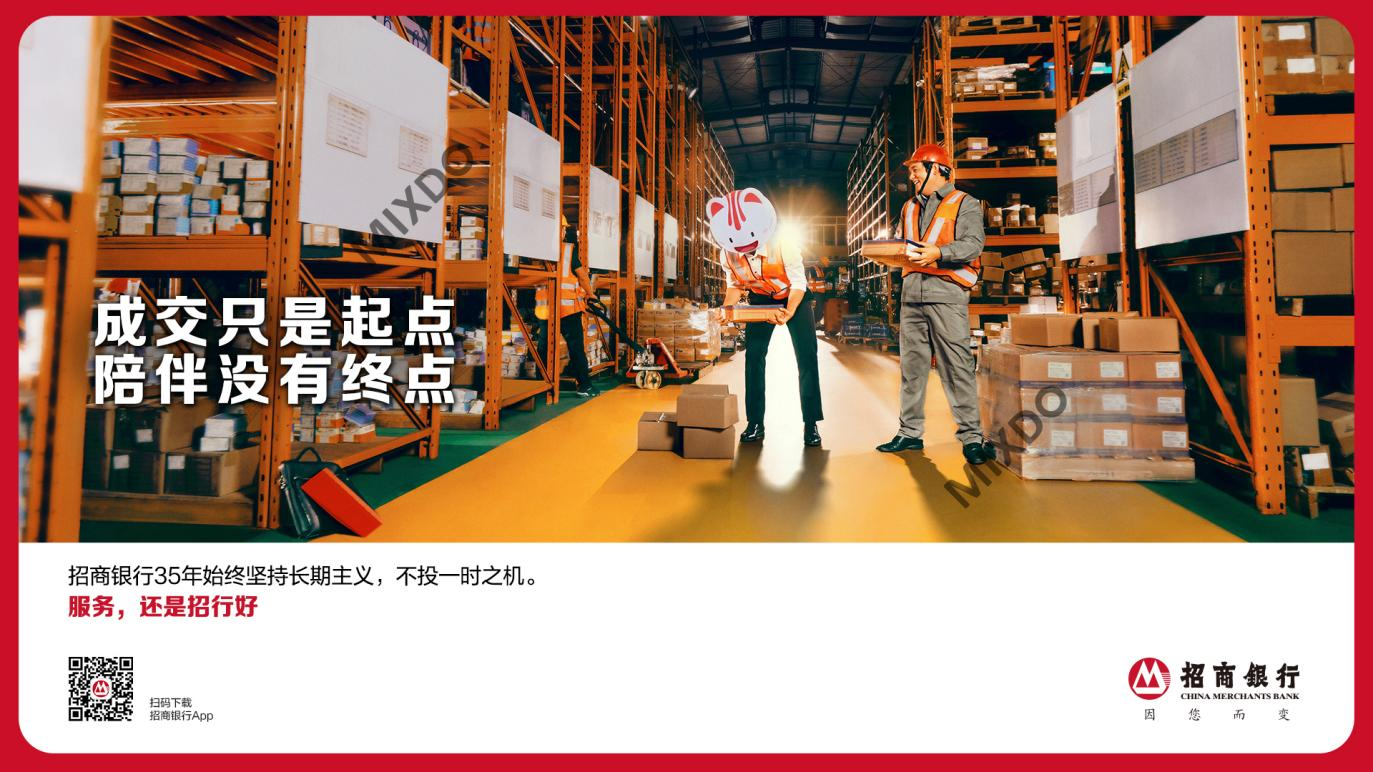 MIXDO
成交只是起点
陪伴没有终点
MIXDO
招商银行35年始终坚持长期主义，不投一时之机。
服务，还是招行好
扫码下载
招商银行App
招商银行
CHINA MERCHANTS BANK
因您而变